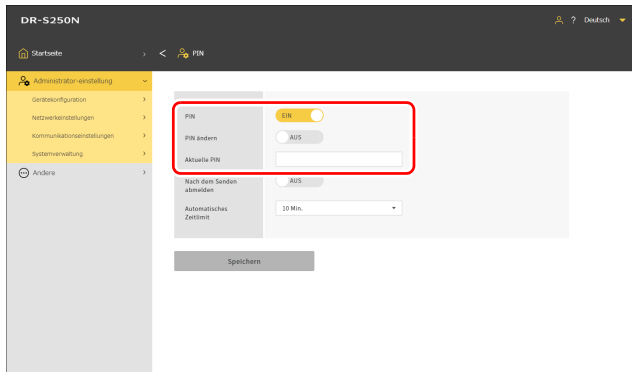 DR-S250N
? Deutsch
Startseite
PIN
Administrator-einstellung
Gerätekonfiguration
Netzwerkeinstellungen
Kommunikationseinstellungen
Systemverwaltung
Andere
PIN EIN
PIN ändern AUS
Aktuelle PIN
Nach dem Senden AUS
abmelden
Automatisches 10 Min.
Zeitlimit
Speichern